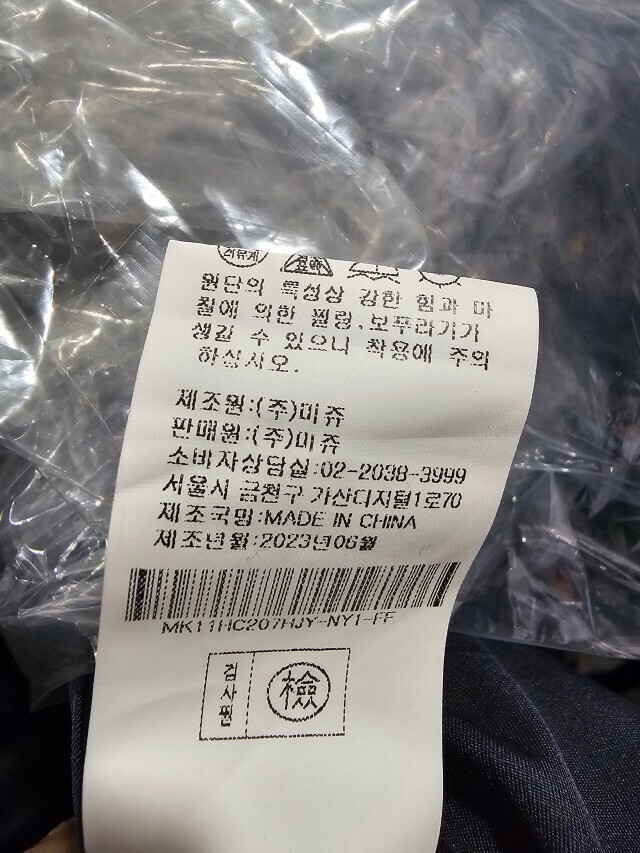 석유계
원단의 특성상 강한 힘과 마
찰에 의한 필링,보푸라기가
생길 수 있으니 착용에 주의
하십시오.
제조원:(주)미쥬
판매원:(주)미쥬
소비자상담실:02-2038-3999
서울시 금천구 가산디지털1로70
제조국명:MADE IN CHINA
제조년월:2023년06월
MK11HC207HJY-NY1-FF
검사필
檢